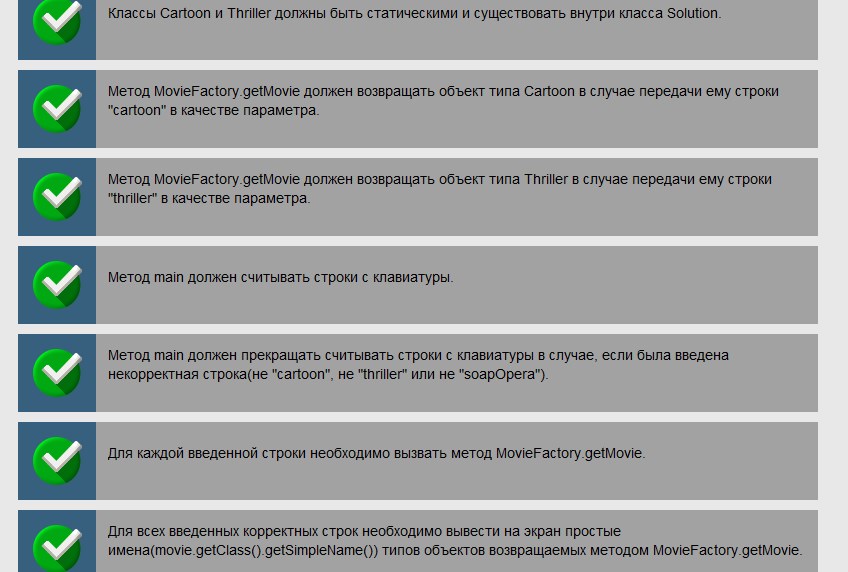 Классы Cartoon и Thriller должны быть статическими и существовать внутри класса Solution.
Метод MovieFactory.getMovie должен возвращать объект типа Cartoon в случае передачи ему строки
"cartoon" в качестве параметра.
Метод MovieFactory.getMovie должен возвращать объект типа Thriller в случае передачи ему строки
"thriller" в качестве параметра.
Метод main должен считывать строки с клавиатуры.
Метод main должен прекращать считывать строки с клавиатуры в случае, если была введена
некорректная строка(не "cartoon", не "thriller" или не "soapOpera").
Для каждой введенной строки необходимо вызвать метод MovieFactory.getMovie.
Для всех введенных корректных строк необходимо вывести на экран простые
имена(movie.getClass().getSimpleName()) типов объектов возвращаемых методом MovieFactory.getMovie.